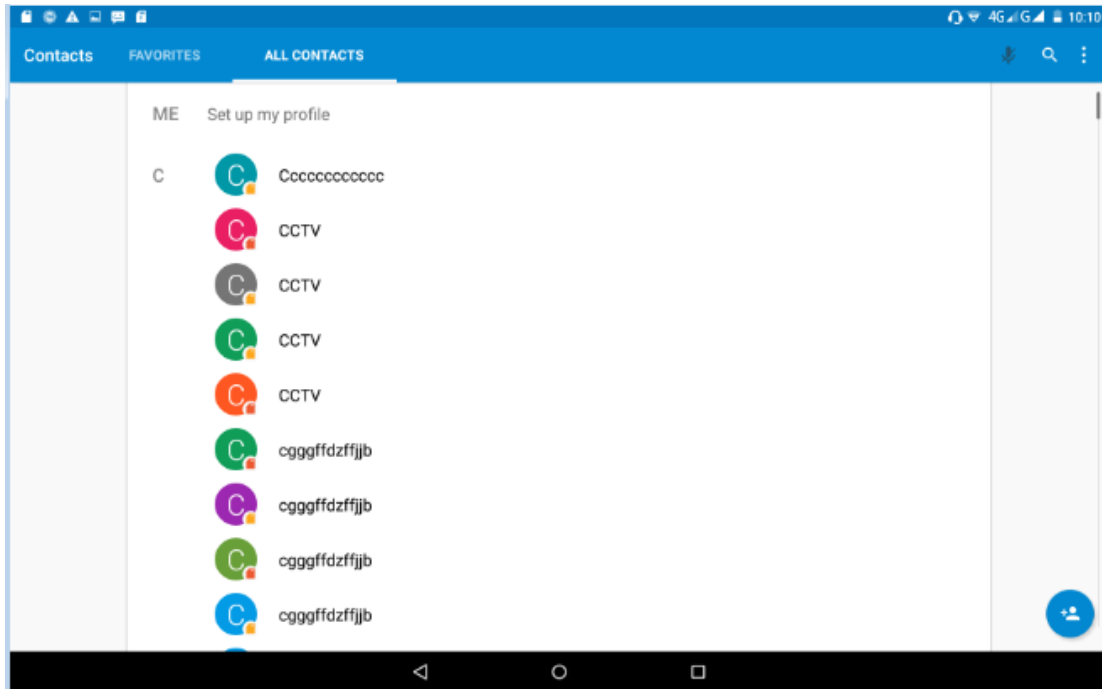 4G G 10:10
Contacts FAVORITES ALL CONTACTS
ME Set up my profile
C C Cccccccccccc
C CCTV
C CCTV
C CCTV
C CCTV
C cgggffdzffjjb
C cgggffdzffjjb
C cgggffdzffjjb
C cgggffdzffjjb